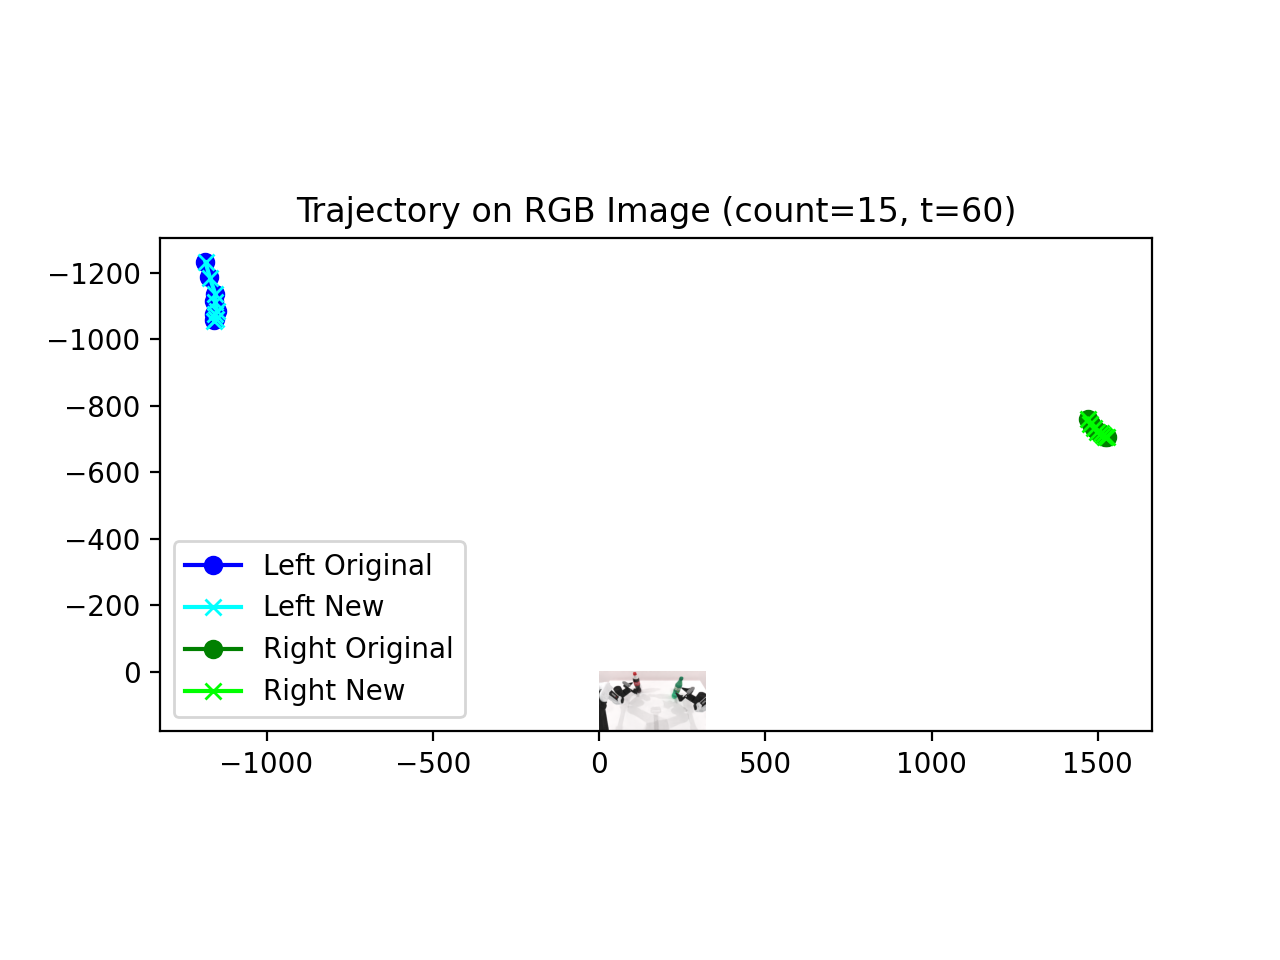 Trajectory on RGB Image (count=15, t=60)
−1200
−1000
−800
−600
−400
−200
0
Left Original
Left New
Right Original
Right New
−1000 −500 0 500 1000 1500